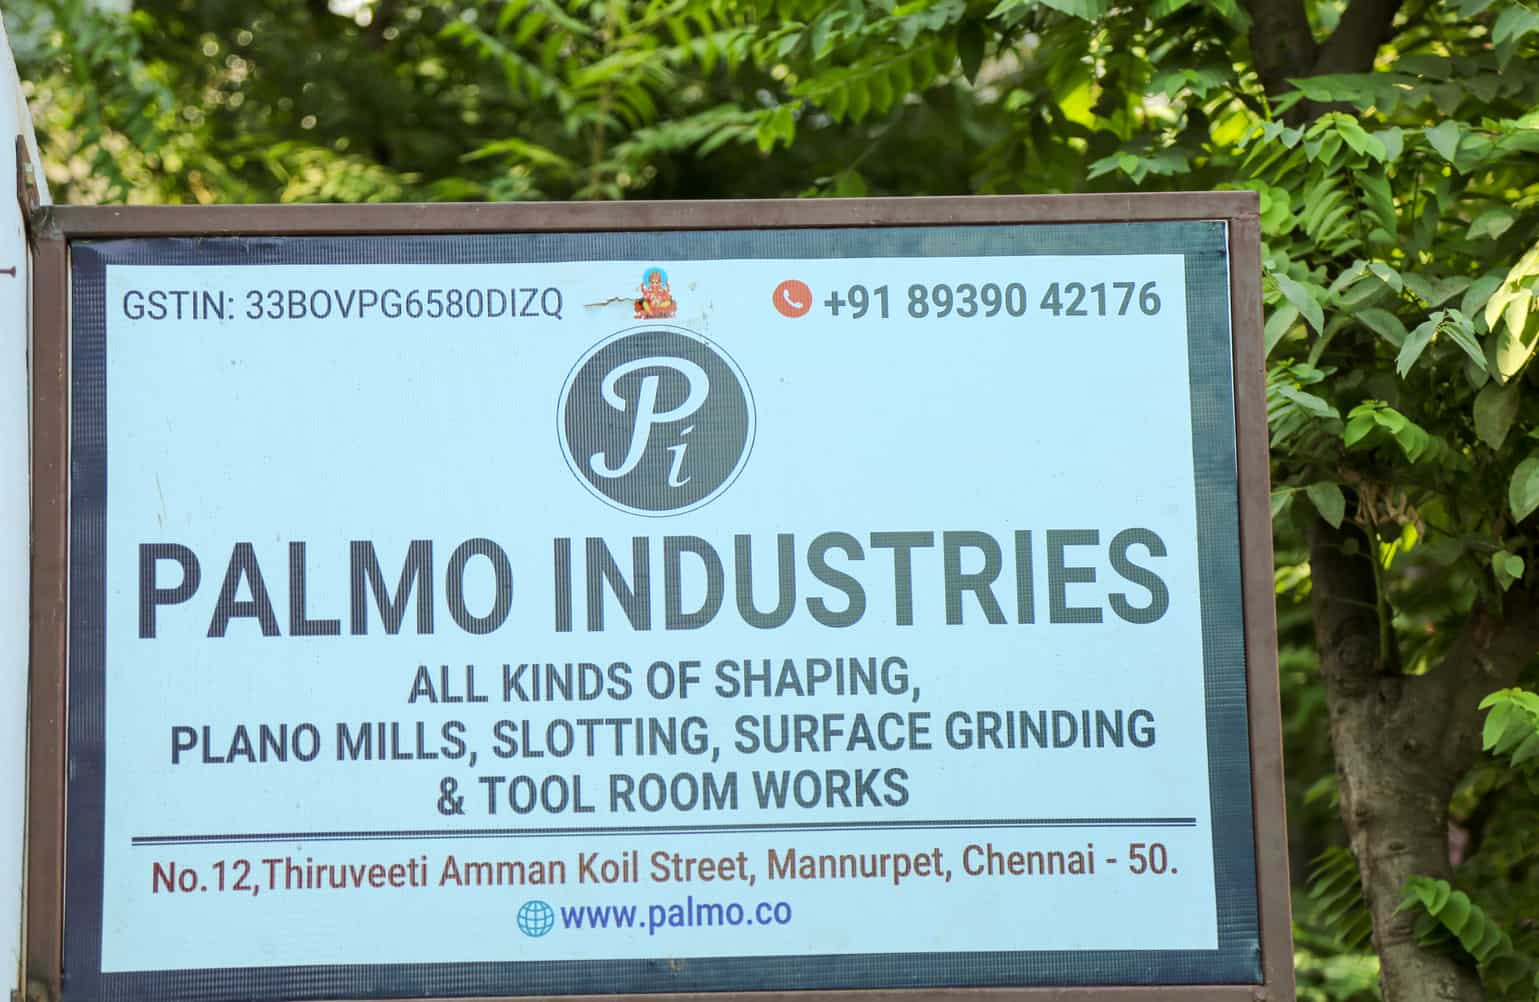 GSTIN: 33BOVPG6580DIZQ
+91 89390 42176
Pi
PALMO INDUSTRIES
ALL KINDS OF SHAPING,
PLANO MILLS, SLOTTING, SURFACE GRINDING
& TOOL ROOM WORKS
No.12,Thiruveeti Amman Koil Street, Mannurpet, Chennai - 50.
www.palmo.co